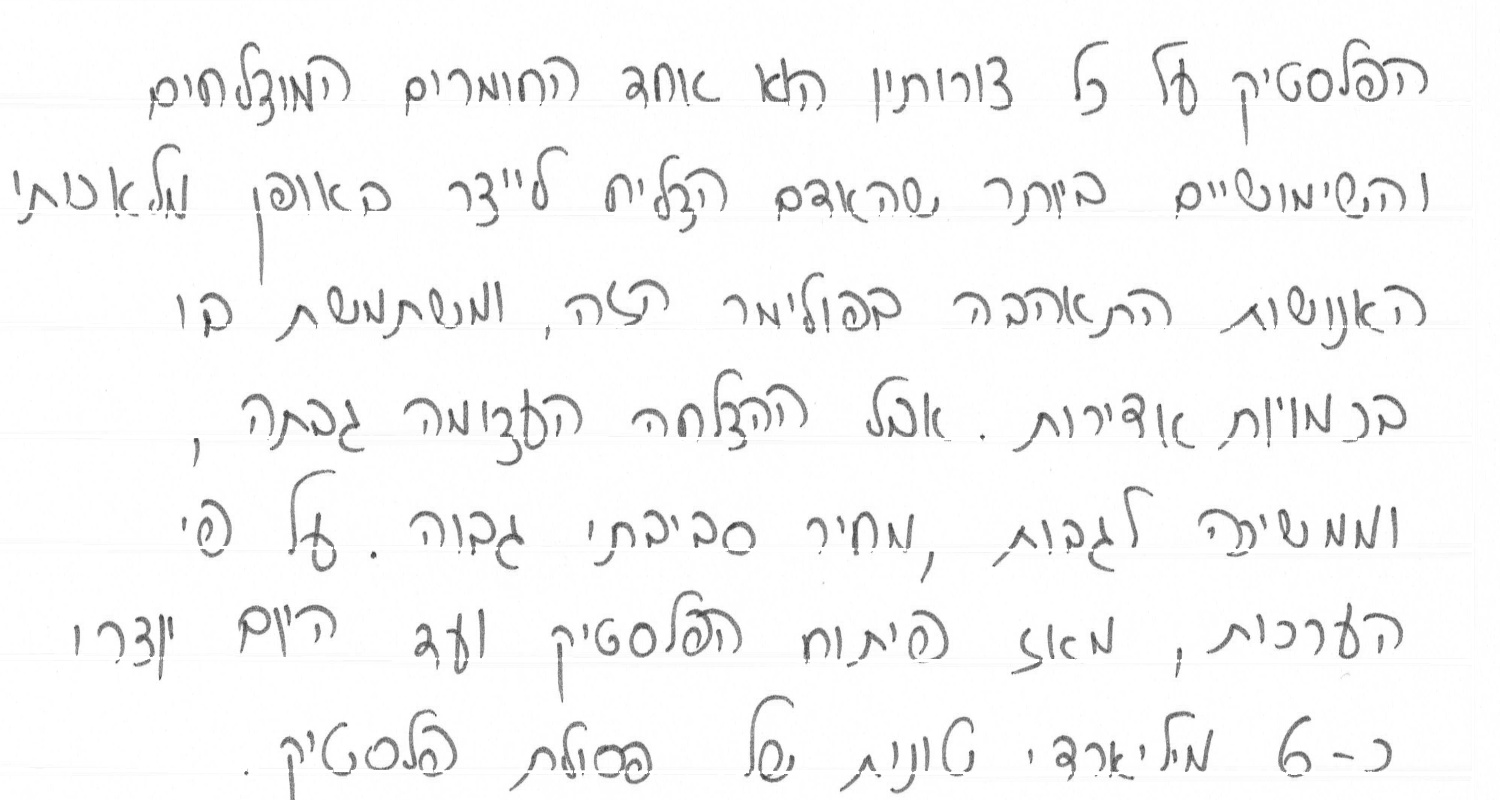 הפלסטיק על כל צורותיו הוא אחד החומרים המוצלחים
והשימושיים ביותר שהאדם הצליח לייצר באופן מלאכותי
האנושות התאהבה בפולימר הזה, ומשתמשת בו
בכמויות אדירות. אבל ההצלחה העצומה גבתה,
וממשיכה לגבות, מחיר סביבתי גבוה. על פי
הערכות, מאז פיתוח הפלסטיק ועד היום יוצרו
כ-6 מיליארדי טונות של פסולת פלסטיק.